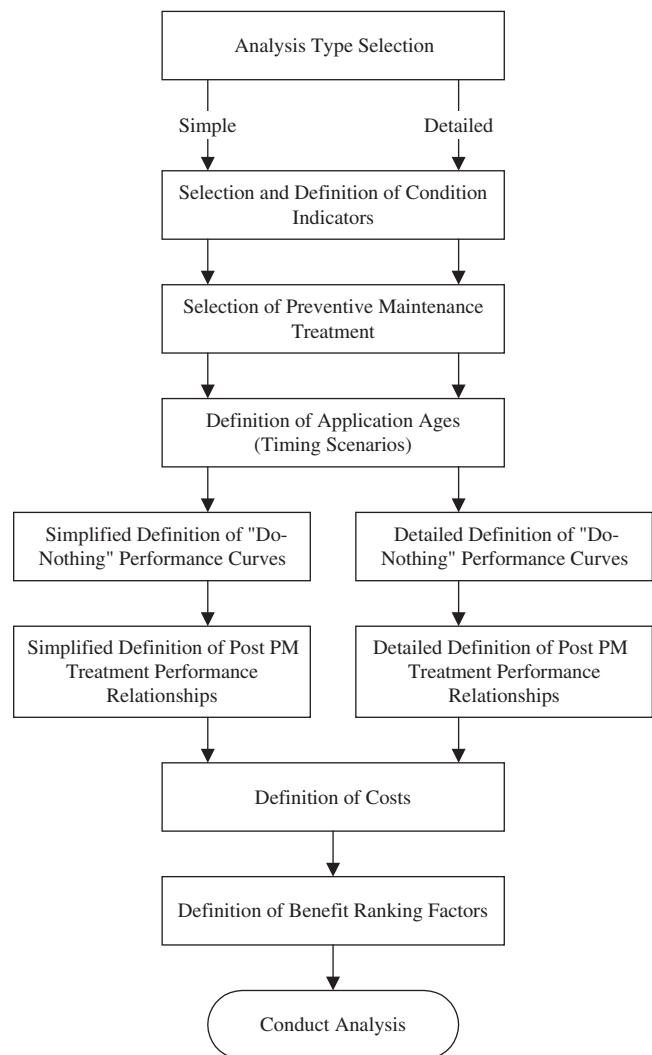 Analysis Type Selection
Simple
Detailed
Selection and Definition of Condition
Indicators
Selection of Preventive Maintenance
Treatment
Definition of Application Ages
(Timing Scenarios)
Simplified Definition of "Do-
Nothing" Performance Curves
Detailed Definition of "Do-
Nothing" Performance Curves
Simplified Definition of Post PM
Treatment Performance
Relationships
Detailed Definition of Post PM
Treatment Performance
Relationships
Definition of Costs
Definition of Benefit Ranking Factors
Conduct Analysis